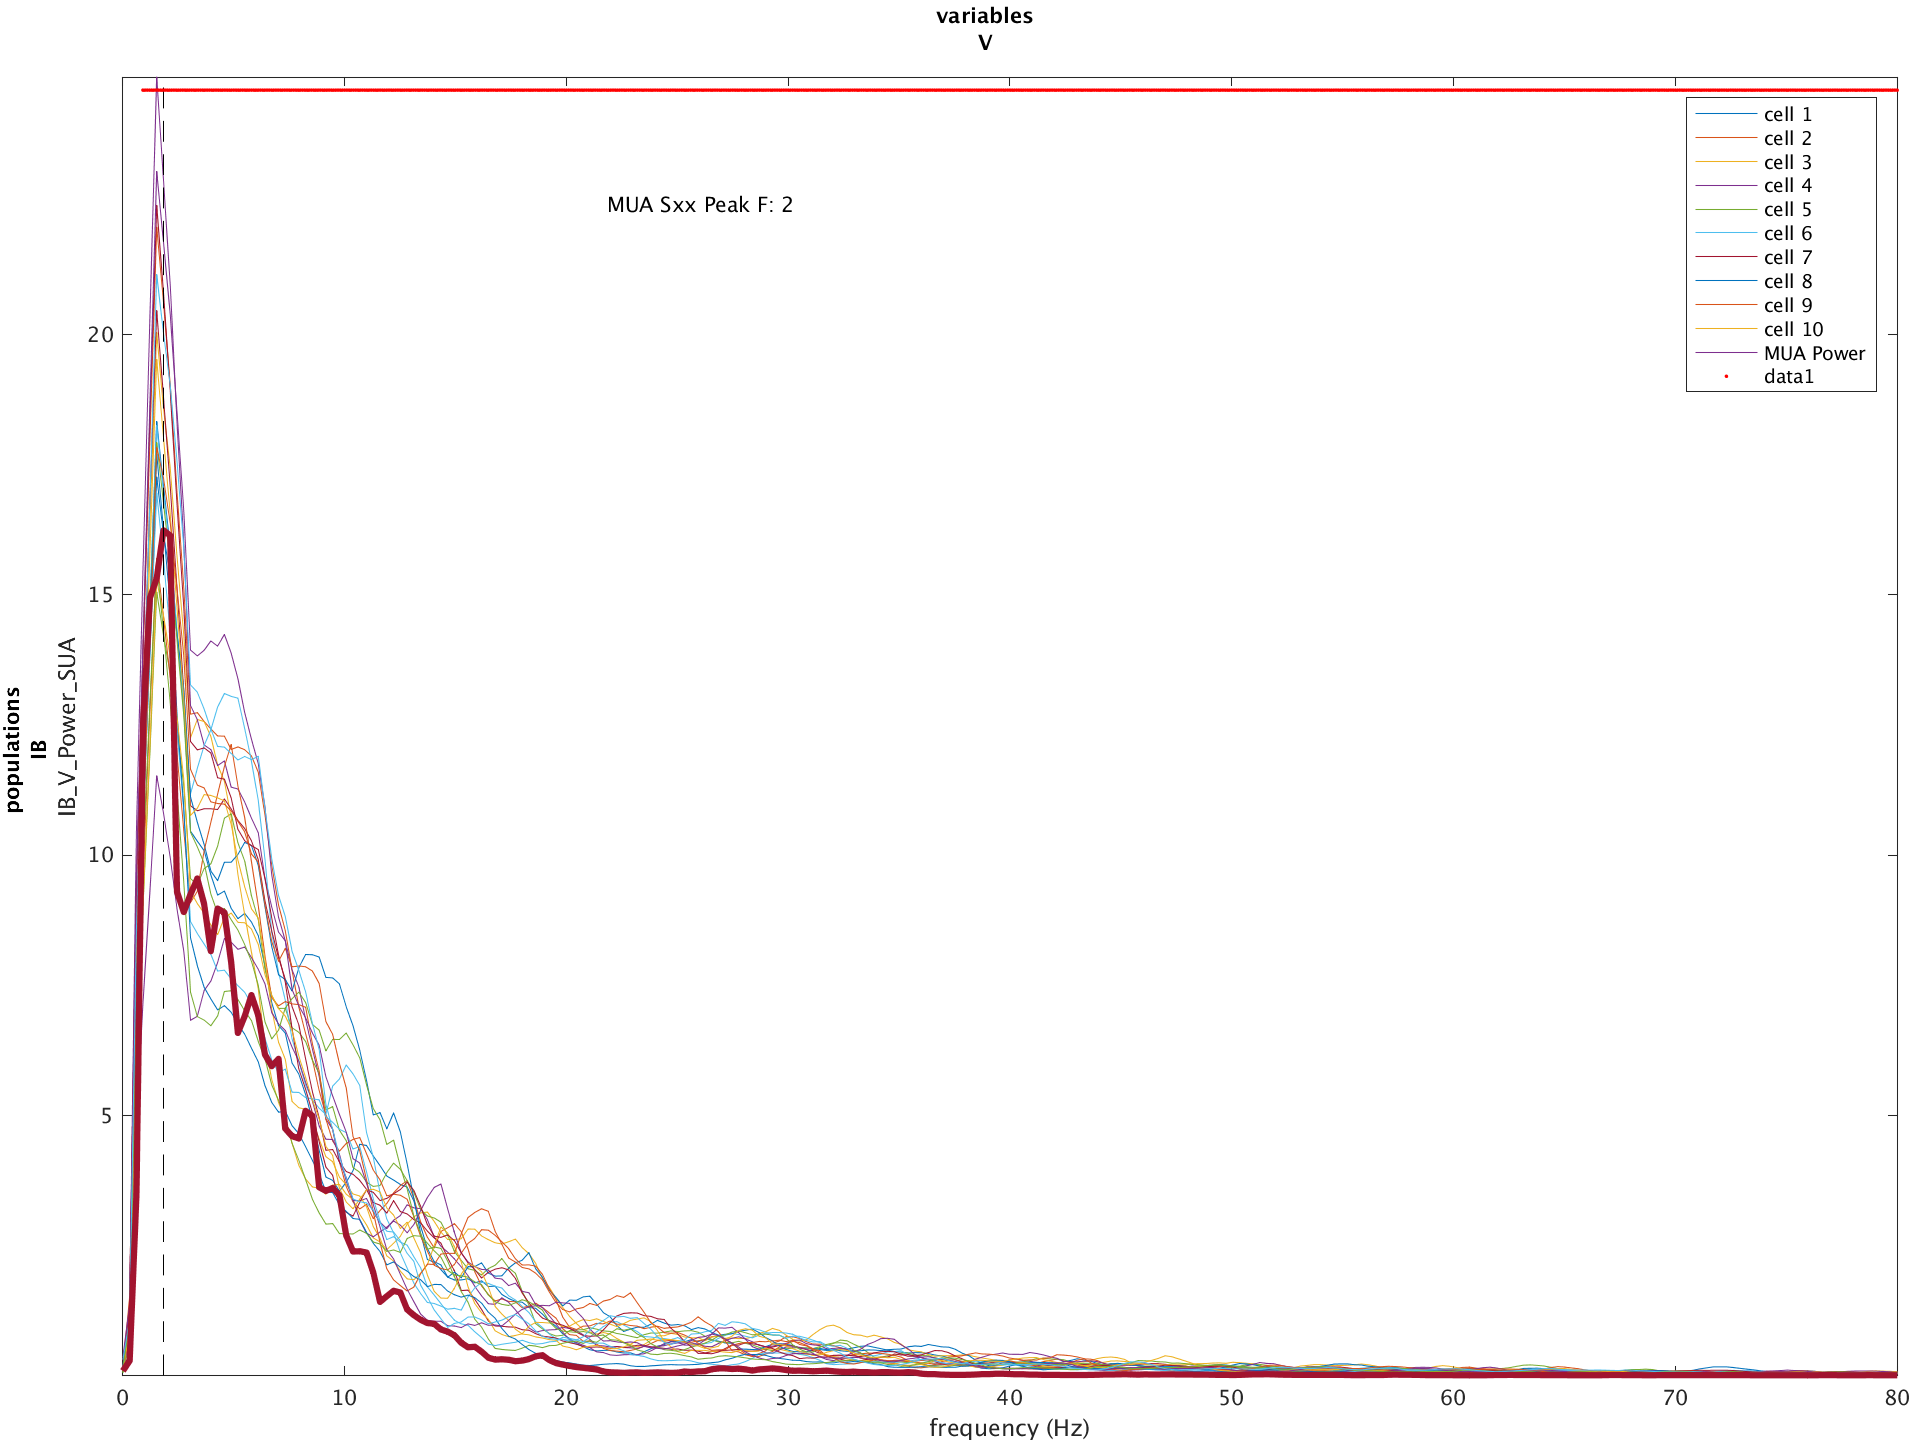 variables
V
MUA Sxx Peak F: 2
cell 1
cell 2
cell 3
cell 4
cell 5
cell 6
cell 7
cell 8
cell 9
cell 10
MUA Power
data1
20
15
10
5
populations
IB
IB_V_Power_SUA
0 10 20 30 40 50 60 70 80
frequency (Hz)